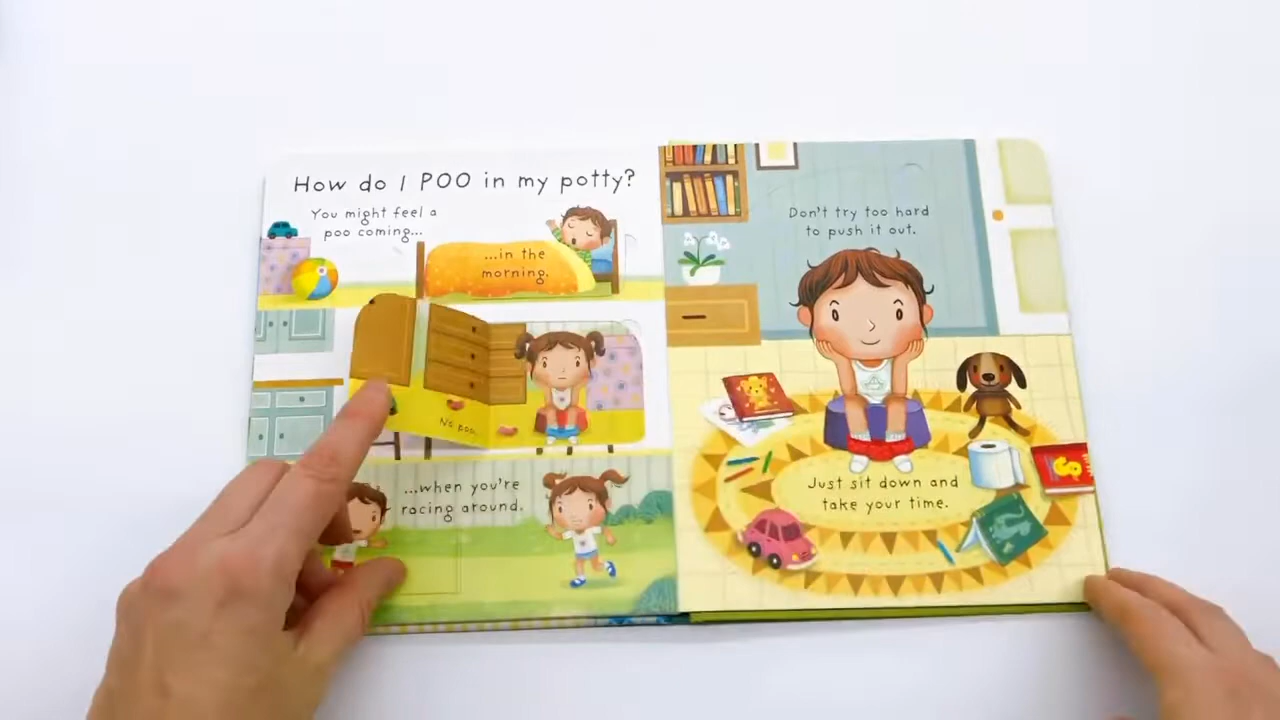 How do I POO in my potty?
You might feel a
poo coming...
...in the
morning.
No poo.
...when you're
racing around.
Don't try too hard
to push it out.
Just sit down and
take your time.